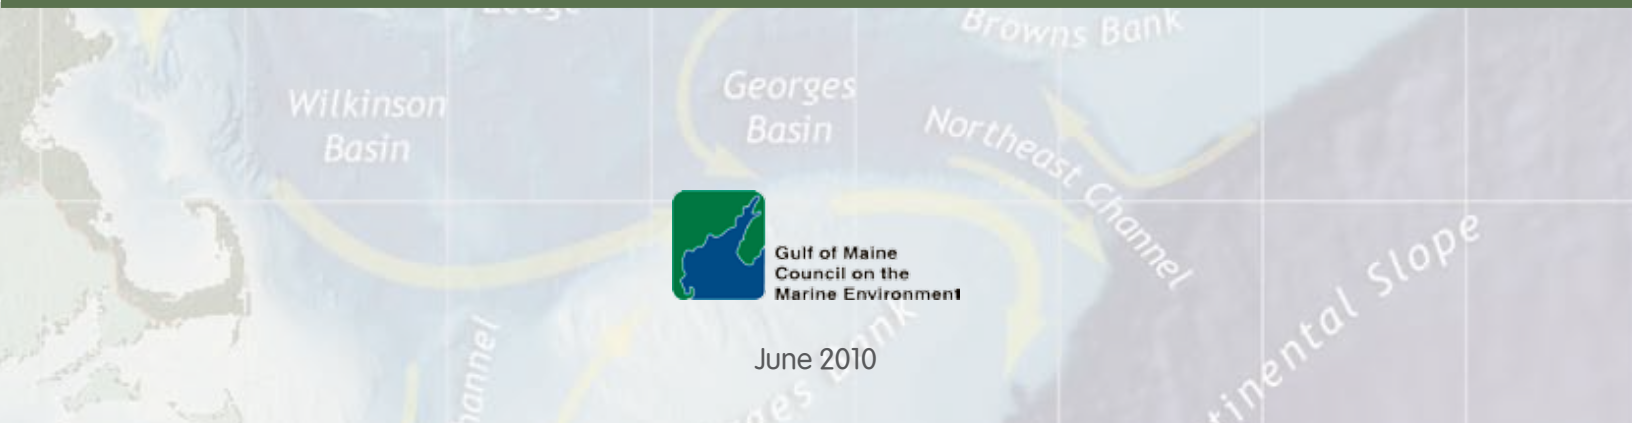 Browns Bank
Georges
Basin
Wilkinson
Basin
Northeast Channel
Gulf of Maine
Council on the
Marine Environment
Slope
June 2010